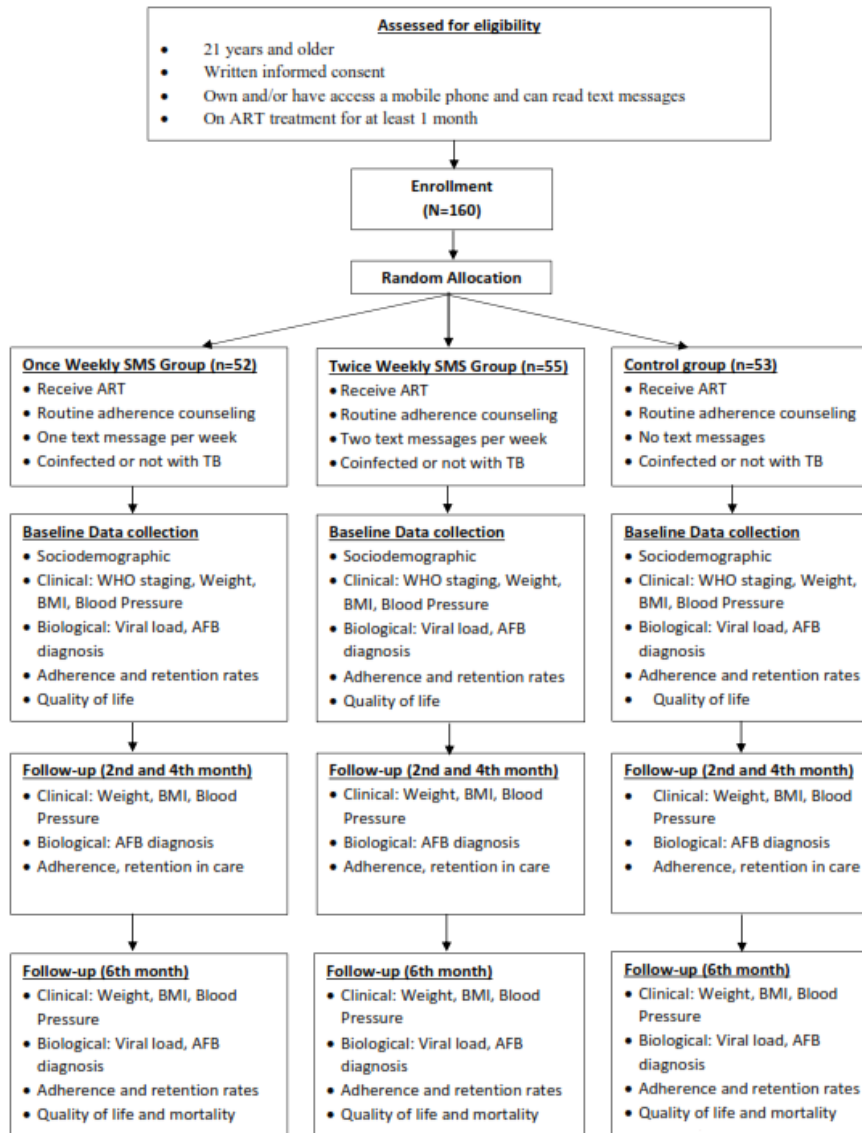 Assessed for eligibility
• 21 years and older
• Written informed consent
• Own and/or have access a mobile phone and can read text messages
• On ART treatment for at least 1 month
Enrollment
(N=160)
Random Allocation
Once Weekly SMS Group (n=52)
• Receive ART
• Routine adherence counseling
• One text message per week
• Coinfected or not with TB
Twice Weekly SMS Group (n=55)
• Receive ART
• Routine adherence counseling
• Two text messages per week
• Coinfected or not with TB
Control group (n=53)
• Receive ART
• Routine adherence counseling
• No text messages
• Coinfected or not with TB
Baseline Data collection
• Sociodemographic
• Clinical: WHO staging, Weight,
BMI, Blood Pressure
• Biological: Viral load, AFB
diagnosis
• Adherence and retention rates
• Quality of life
Baseline Data collection
• Sociodemographic
• Clinical: WHO staging, Weight,
BMI, Blood Pressure
• Biological: Viral load, AFB
diagnosis
• Adherence and retention rates
• Quality of life
Baseline Data collection
• Sociodemographic
• Clinical: WHO staging, Weight,
BMI, Blood Pressure
• Biological: Viral load, AFB
diagnosis
• Adherence and retention rates
• Quality of life
Follow-up (2nd and 4th month)
• Clinical: Weight, BMI, Blood
Pressure
• Biological: AFB diagnosis
• Adherence, retention in care
Follow-up (2nd and 4th month)
• Clinical: Weight, BMI, Blood
Pressure
• Biological: AFB diagnosis
• Adherence, retention in care
Follow-up (2nd and 4th month)
• Clinical: Weight, BMI, Blood
Pressure
• Biological: AFB diagnosis
• Adherence, retention in care
Follow-up (6th month)
• Clinical: Weight, BMI, Blood
Pressure
• Biological: Viral load, AFB
diagnosis
• Adherence and retention rates
• Quality of life and mortality
Follow-up (6th month)
• Clinical: Weight, BMI, Blood
Pressure
• Biological: Viral load, AFB
diagnosis
• Adherence and retention rates
• Quality of life and mortality
Follow-up (6th month)
• Clinical: Weight, BMI, Blood
Pressure
• Biological: Viral load, AFB
diagnosis
• Adherence and retention rates
• Quality of life and mortality